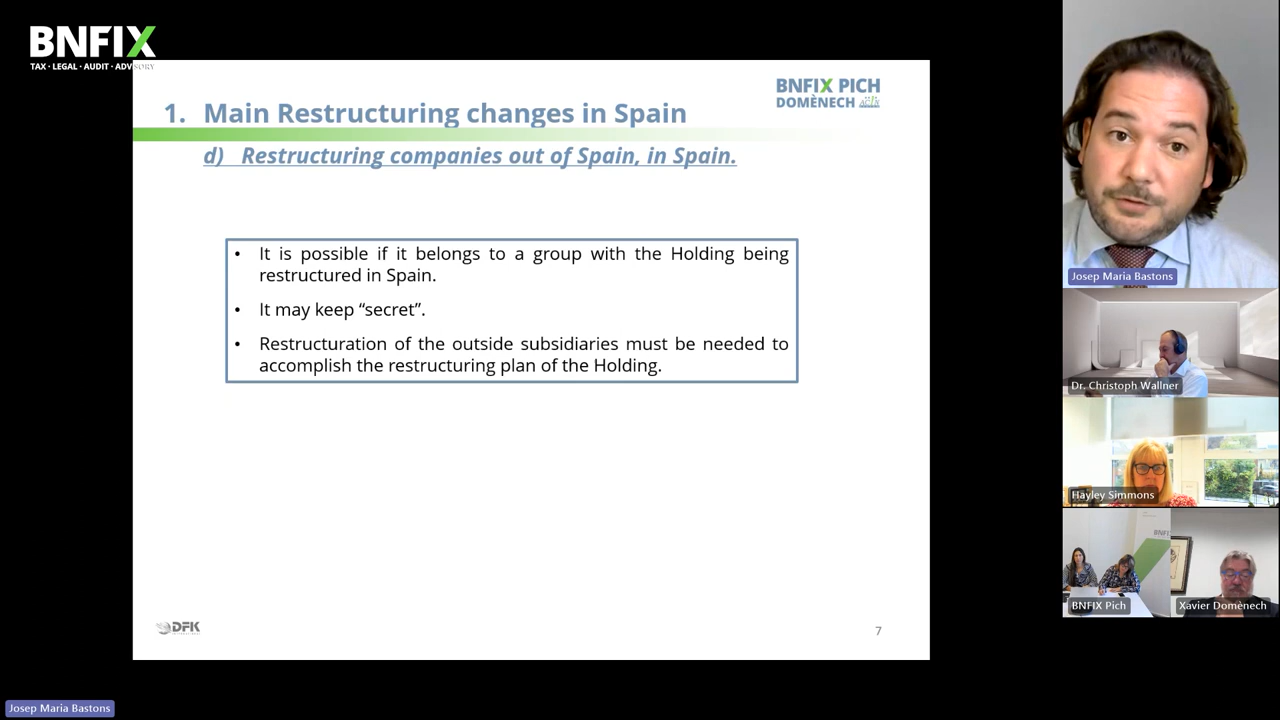 BNFIX
TAX · LEGAL · AUDIT · ADVISORY
BNFIX PICH
DOMÈNECH
1. Main Restructuring changes in Spain
d) Restructuring companies out of Spain, in Spain.
• It is possible if it belongs to a group with the Holding being
restructured in Spain.
• It may keep “secret”.
• Restructuration of the outside subsidiaries must be needed to
accomplish the restructuring plan of the Holding.
DFK
7
Josep Maria Bastons
Dr. Christoph Wallner
Hayley Simmons
BNFIX
BNFIX Pich
Xavier Domènech
Josep Maria Bastons